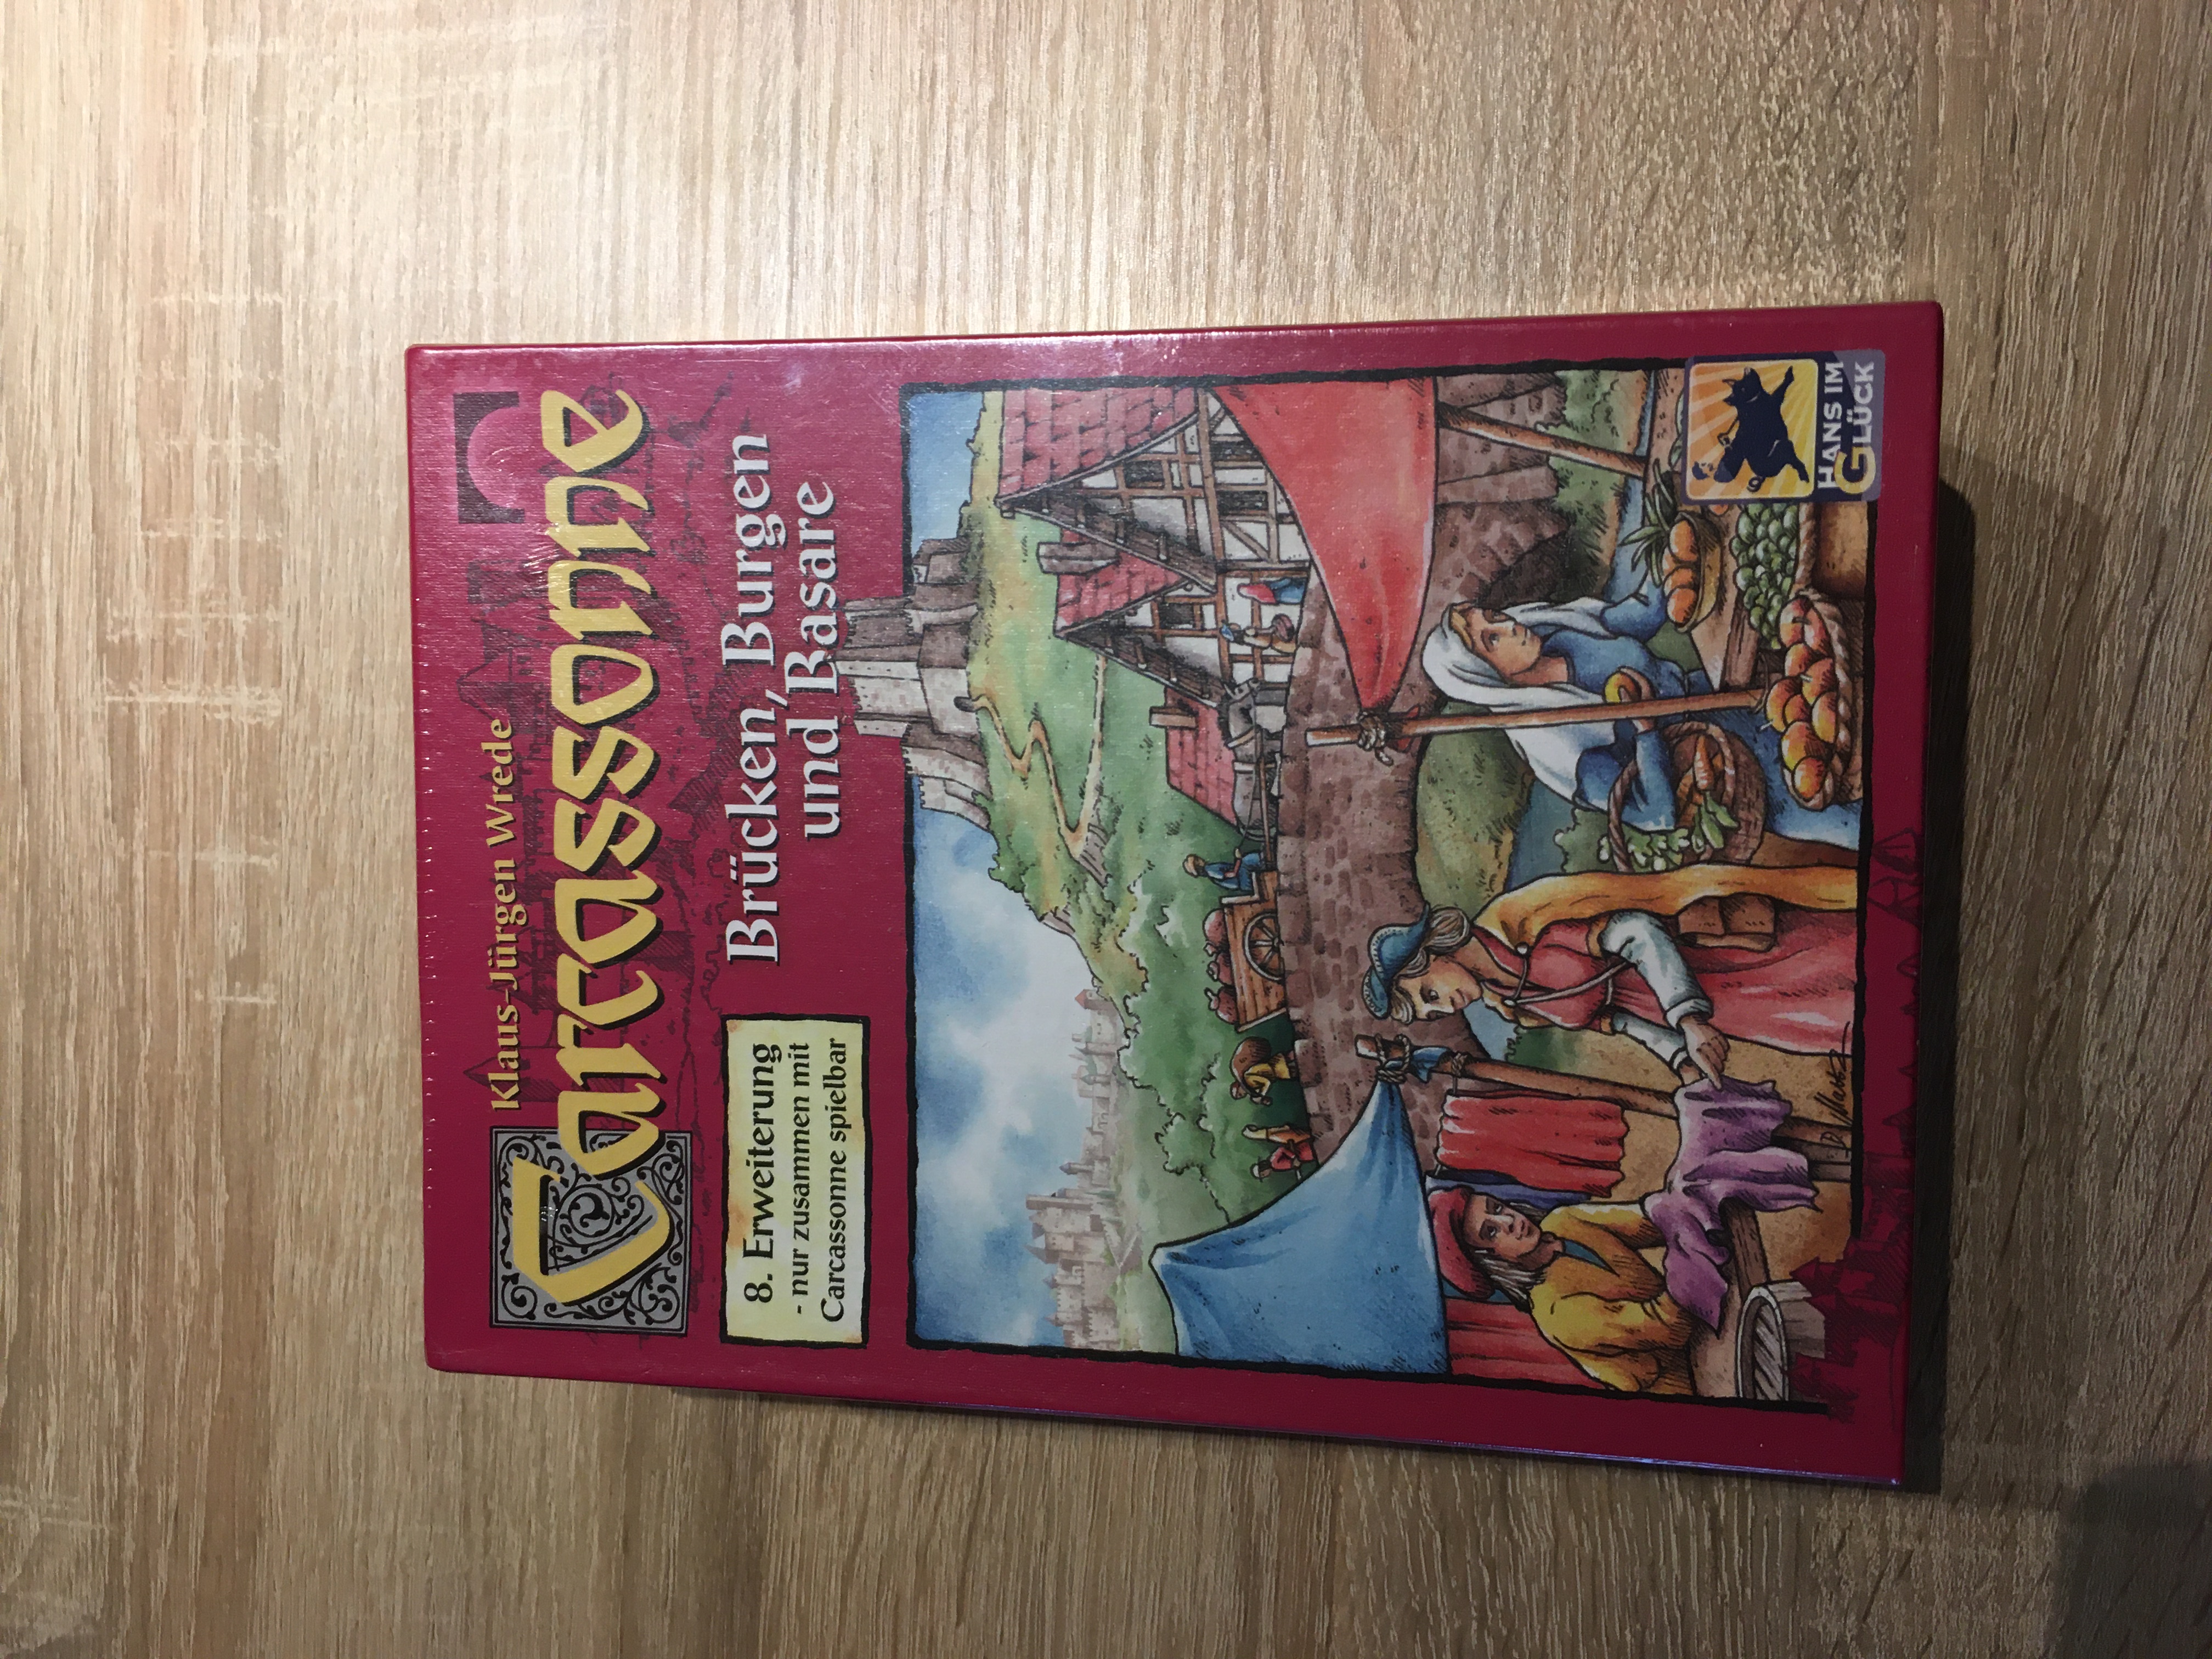 Klaus-Jürgen Wrede
Carcassonne
8. Erweiterung
- nur zusammen mit
Carcassonne spielbar
Brücken, Burgen
und Basare
HANS IM
GLÜCK